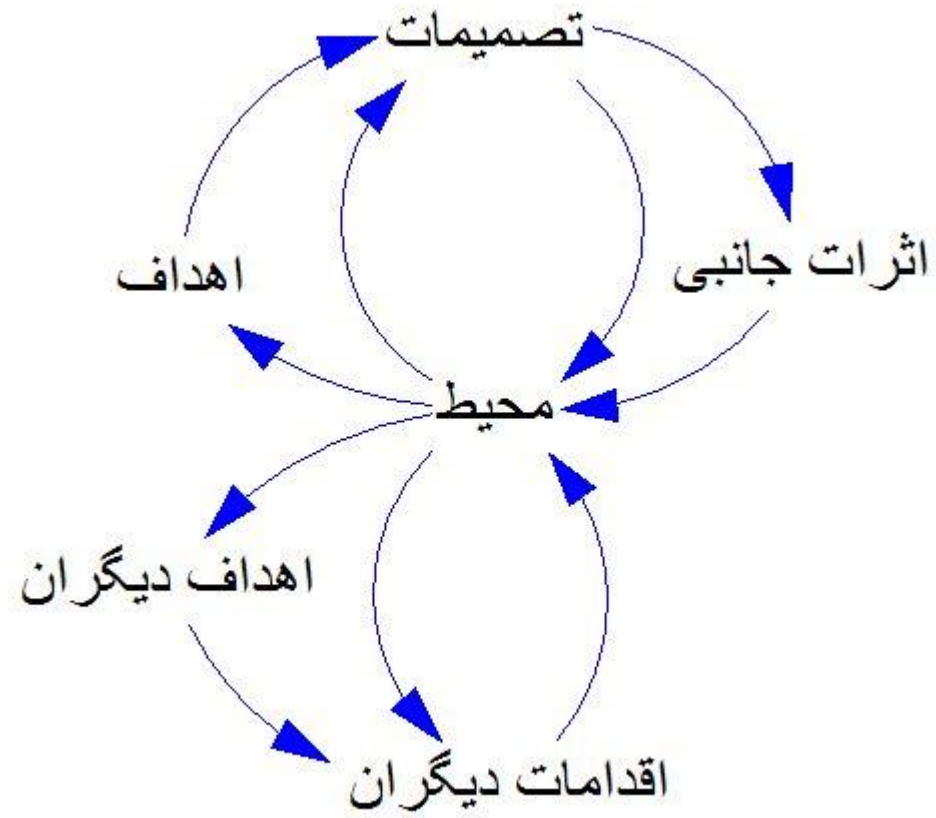 تصمیمات
اثرات جانبی
اهداف
محیط
اهداف دیگران
اقدامات دیگران